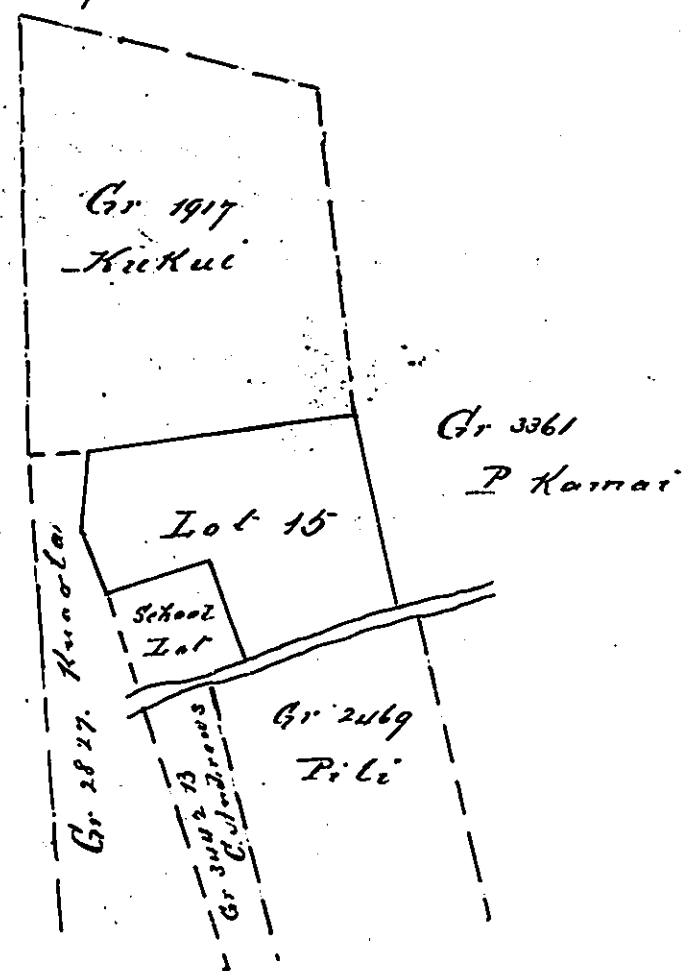 Gr 1917
Kukui
Gr 3361
P Kamai
Lot 15
School
Lot
Gr 2827. Kuaola
Gr 2469
Pili
Gr 3442 B
C. Andrews